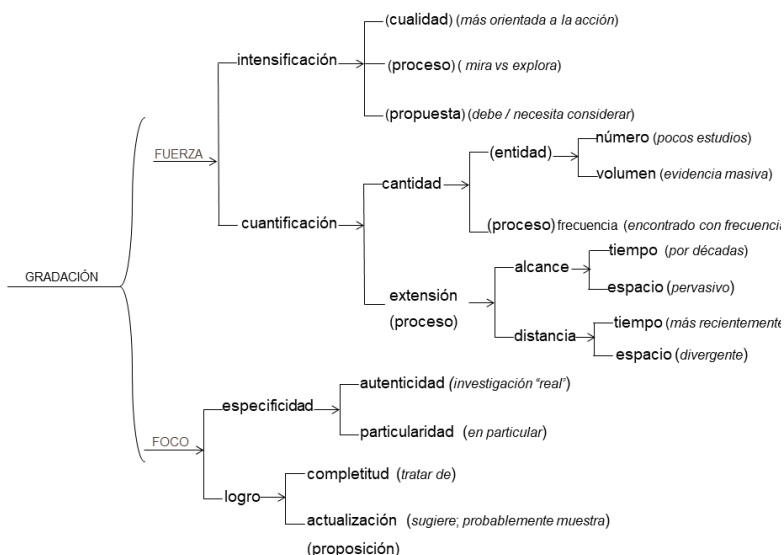 (cualidad) (más orientada a la acción)
intensificación
(proceso) ( mira vs explora)
(propuesta) (debe / necesita considerar)
FUERZA
número (pocos estudios)
(entidad)
volumen (evidencia masiva)
cantidad
cuantificación
(proceso) frecuencia (encontrado con frecuencia
tiempo (por décadas)
alcance
espacio (pervasivo)
GRADACIÓN
extensión
(proceso)
tiempo (más recientemente
distancia
espacio (divergente)
autenticidad (investigación “real”)
especificidad
particularidad (en particular)
FOCO
completitud (tratar de)
logro
actualización (sugiere; probablemente muestra)
(proposición)